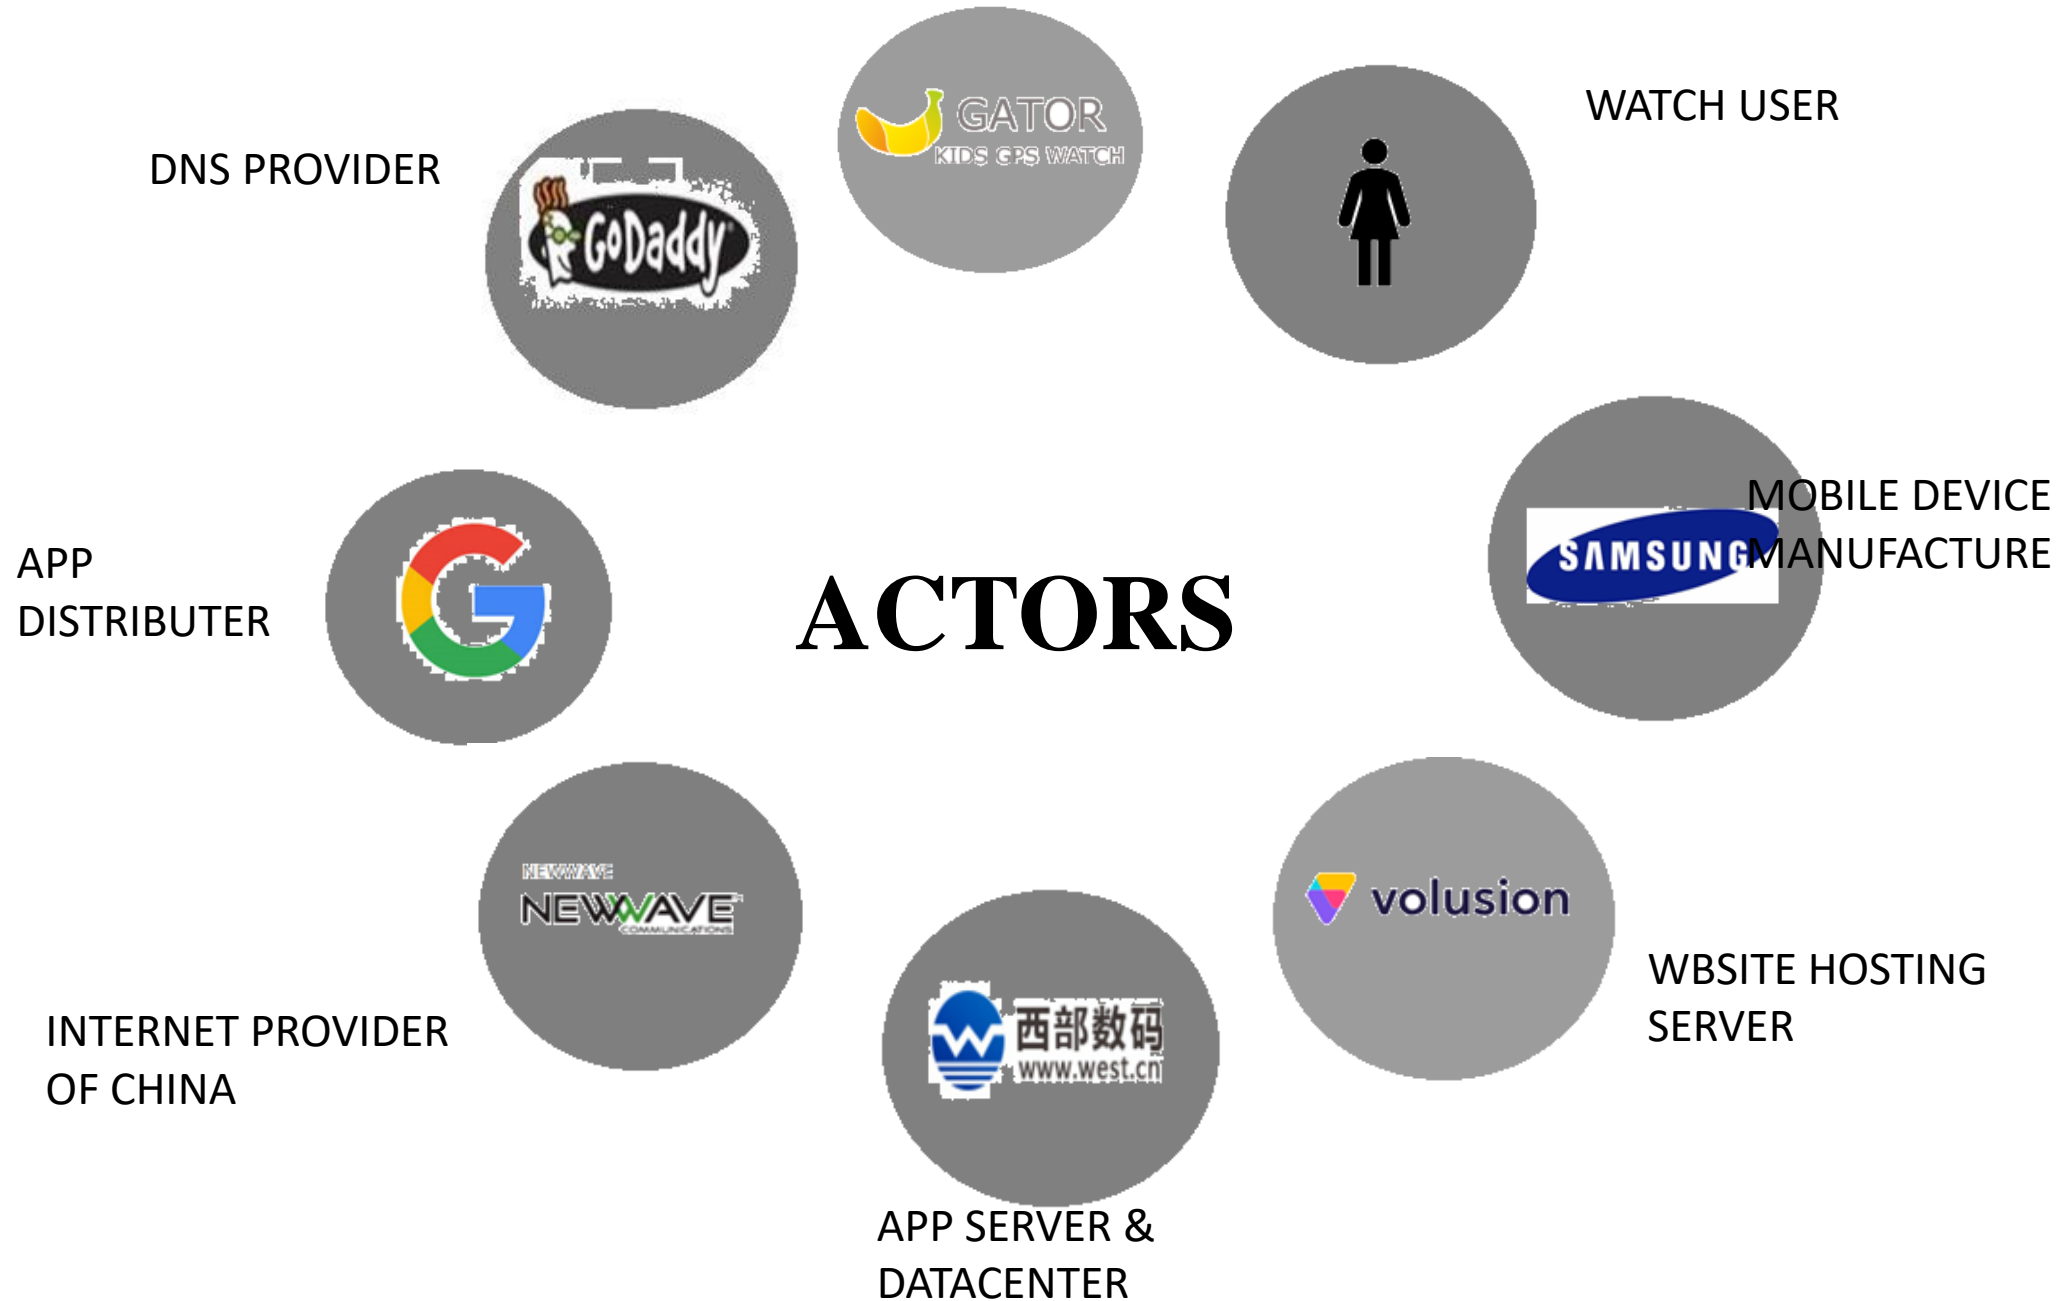 GATOR
KIDS GPS WATCH
WATCH USER
DNS PROVIDER
GoDaddy
MOBILE DEVICE
MANUFACTURE
SAMSUNG
APP
DISTRIBUTER
ACTORS
NEWWAVE
NEWWAVE
COMMUNICATIONS
volusion
WBSITE HOSTING
SERVER
INTERNET PROVIDER
OF CHINA
西部数码
www.west.cn
APP SERVER &
DATACENTER